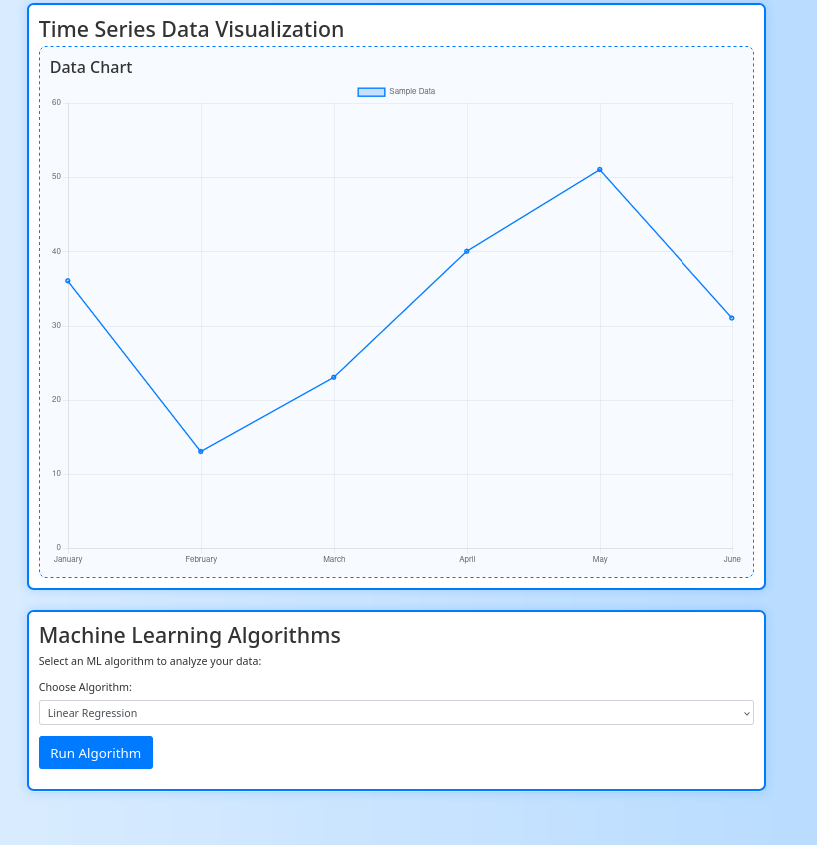 Time Series Data Visualization
Data Chart
Sample Data
60
50
40
30
20
10
0
January February March April May June
Machine Learning Algorithms
Select an ML algorithm to analyze your data:
Choose Algorithm:
Linear Regression
Run Algorithm